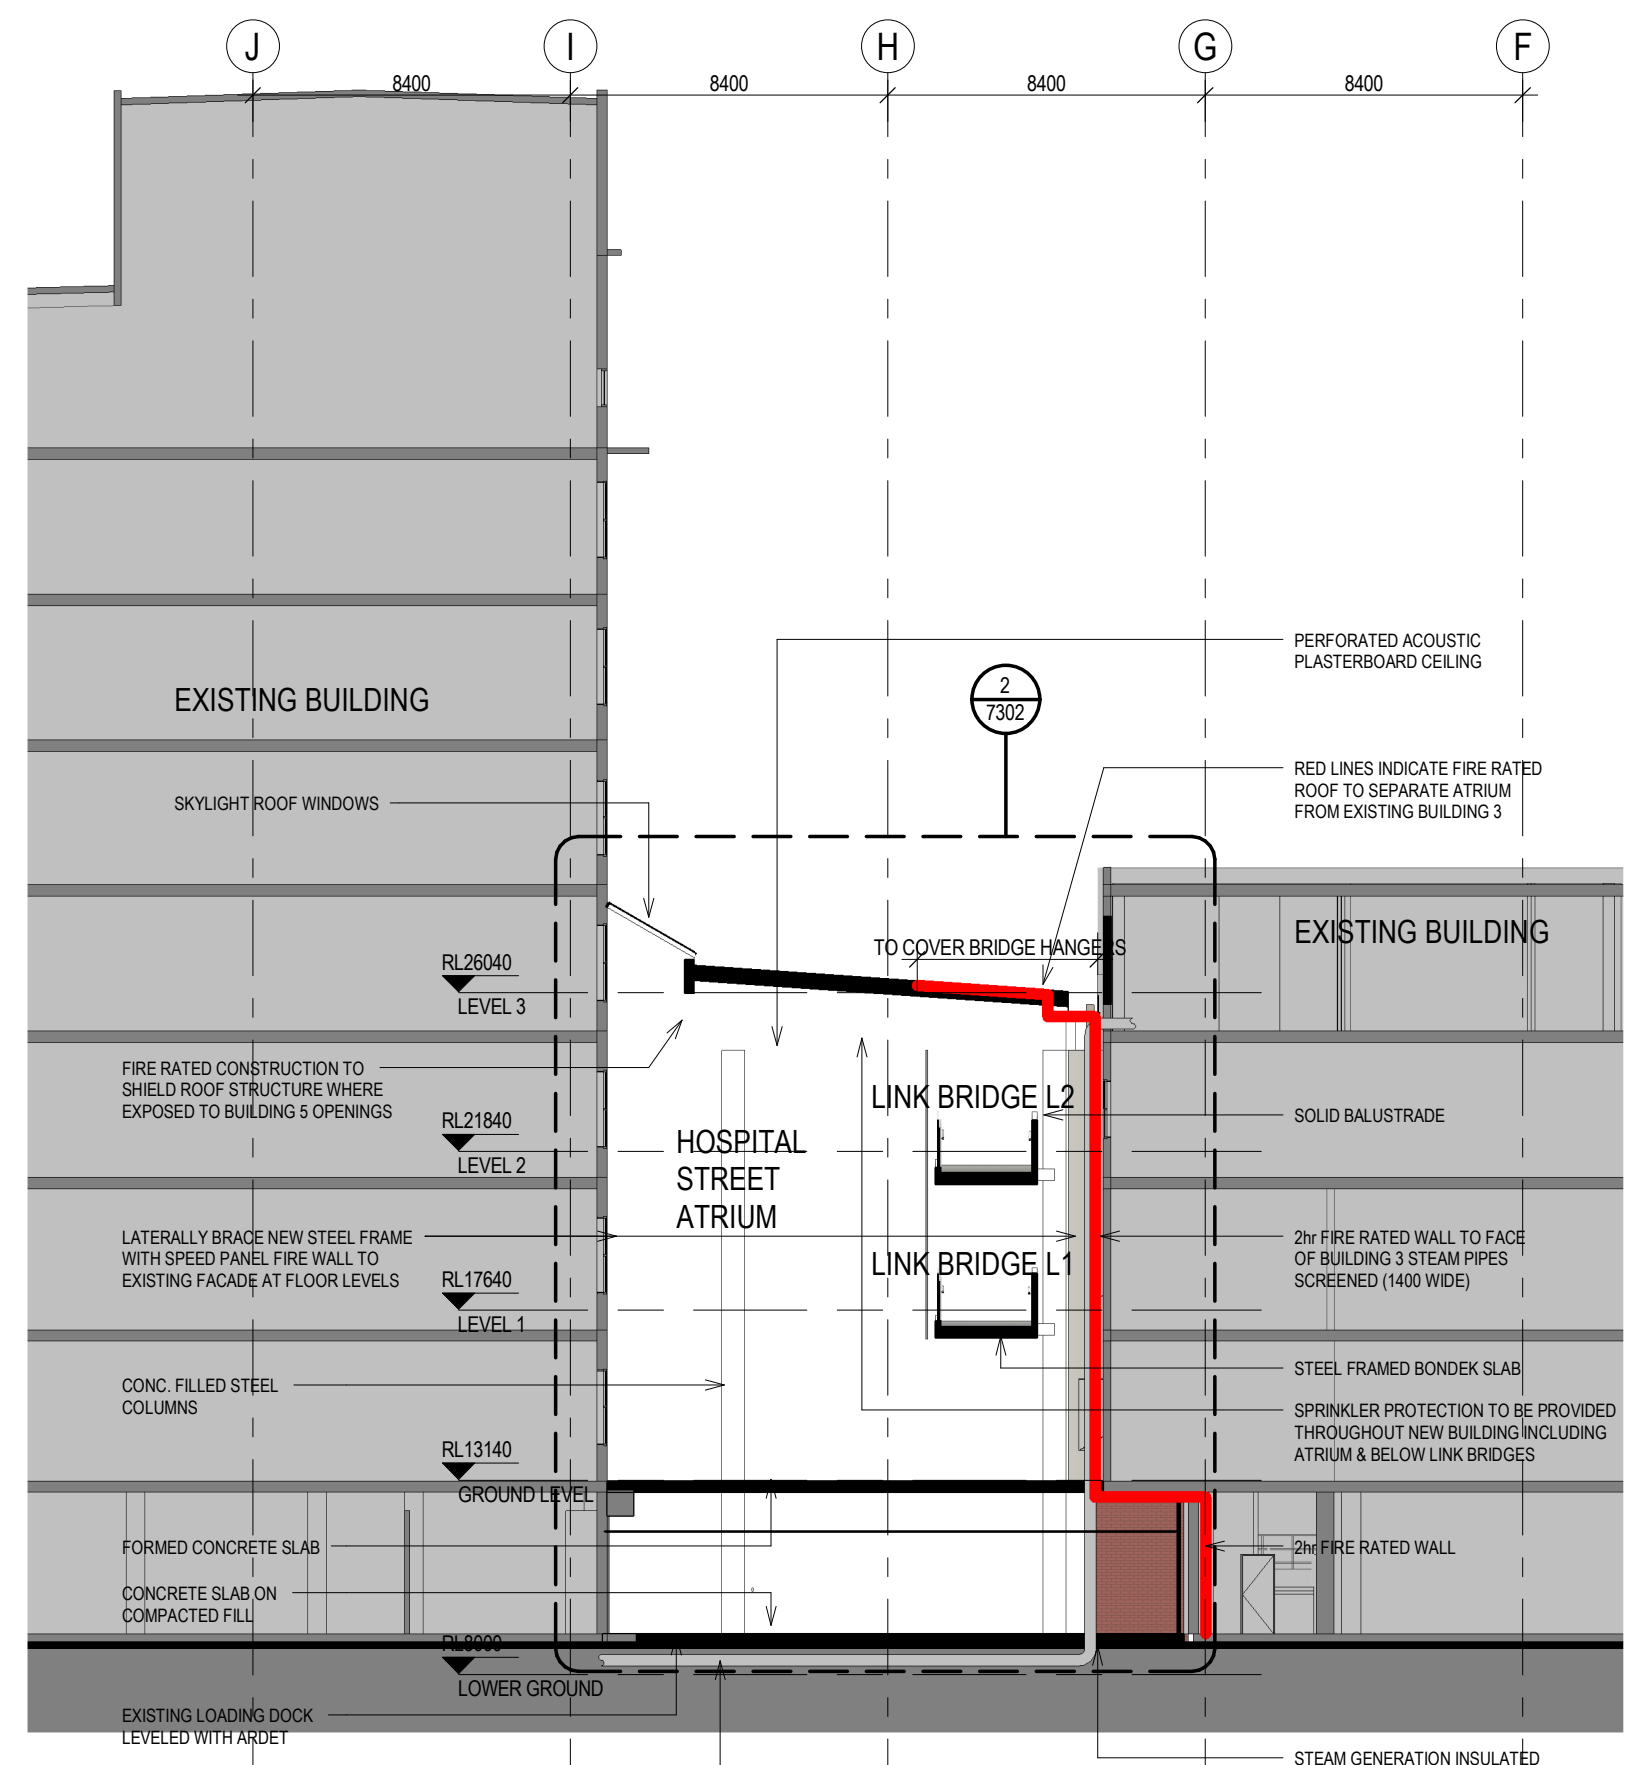 J
I
H
G
F
8400
8400
8400
8400
PERFORATED ACOUSTIC
PLASTERBOARD CEILING
2
7302
EXISTING BUILDING
RED LINES INDICATE FIRE RATED
ROOF TO SEPARATE ATRIUM
FROM EXISTING BUILDING 3
SKYLIGHT ROOF WINDOWS
EXISTING BUILDING
TO COVER BRIDGE HANGERS
RL26040
LEVEL 3
FIRE RATED CONSTRUCTION TO
SHIELD ROOF STRUCTURE WHERE
EXPOSED TO BUILDING 5 OPENINGS
LINK BRIDGE L2
SOLID BALUSTRADE
RL21840
LEVEL 2
HOSPITAL
STREET
ATRIUM
LATERALLY BRACE NEW STEEL FRAME
WITH SPEED PANEL FIRE WALL TO
EXISTING FACADE AT FLOOR LEVELS
2hr FIRE RATED WALL TO FACE
OF BUILDING 3 STEAM PIPES
SCREENED (1400 WIDE)
LINK BRIDGE L1
RL17640
LEVEL 1
STEEL FRAMED BONDEK SLAB
CONC. FILLED STEEL
COLUMNS
SPRINKLER PROTECTION TO BE PROVIDED
THROUGHOUT NEW BUILDING INCLUDING
ATRIUM & BELOW LINK BRIDGES
RL13140
GROUND LEVEL
FORMED CONCRETE SLAB
2hr FIRE RATED WALL
CONCRETE SLAB ON
COMPACTED FILL
RL8000
LOWER GROUND
EXISTING LOADING DOCK
LEVELED WITH ARDET
STEAM GENERATION INSULATED